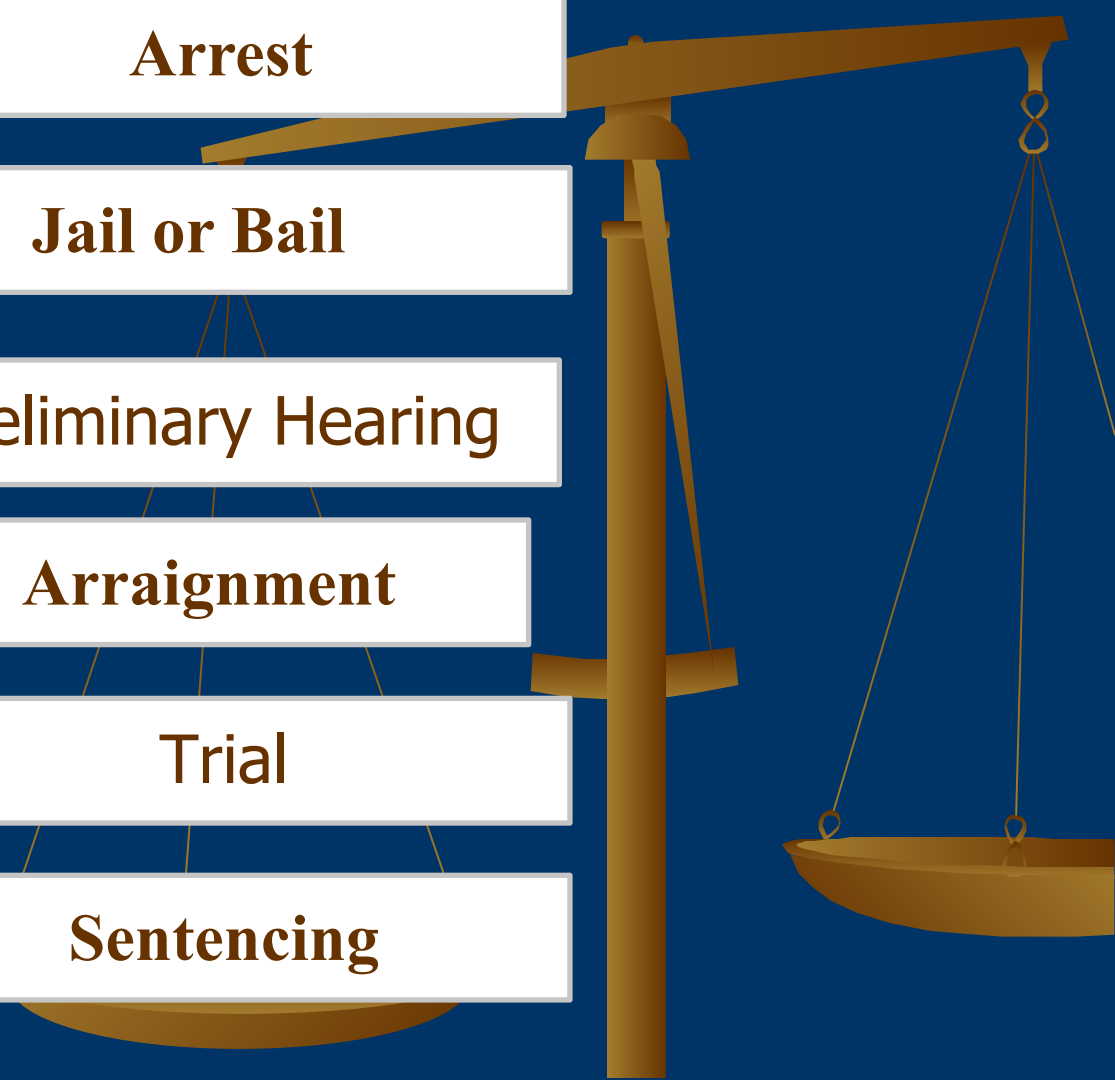 Arrest
Jail or Bail
eliminary Hearing
Arraignment
Trial
Sentencing